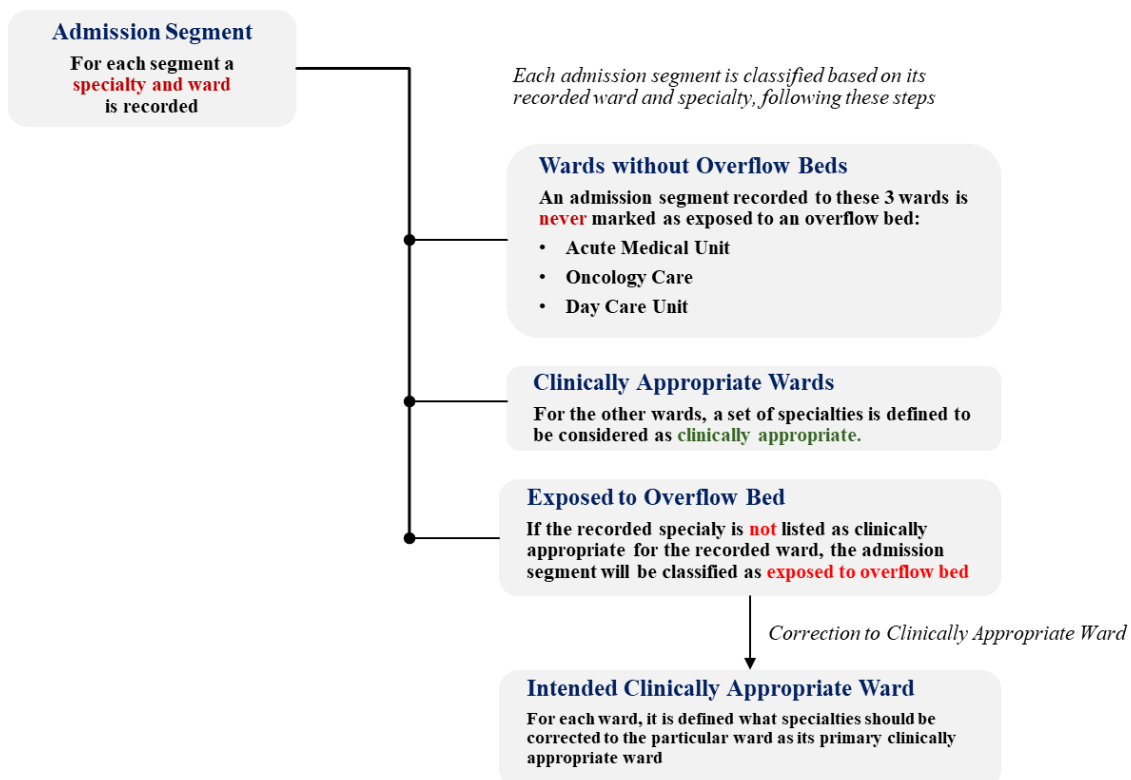 Admission Segment
For each segment a
specialty and ward
is recorded
Each admission segment is classified based on its
recorded ward and specialty, following these steps
Wards without Overflow Beds
An admission segment recorded to these 3 wards is
never marked as exposed to an overflow bed:
• Acute Medical Unit
• Oncology Care
• Day Care Unit
Clinically Appropriate Wards
For the other wards, a set of specialties is defined to
be considered as clinically appropriate.
Exposed to Overflow Bed
If the recorded specialy is not listed as clinically
appropriate for the recorded ward, the admission
segment will be classified as exposed to overflow bed
Correction to Clinically Appropriate Ward
Intended Clinically Appropriate Ward
For each ward, it is defined what specialties should be
corrected to the particular ward as its primary clinically
appropriate ward